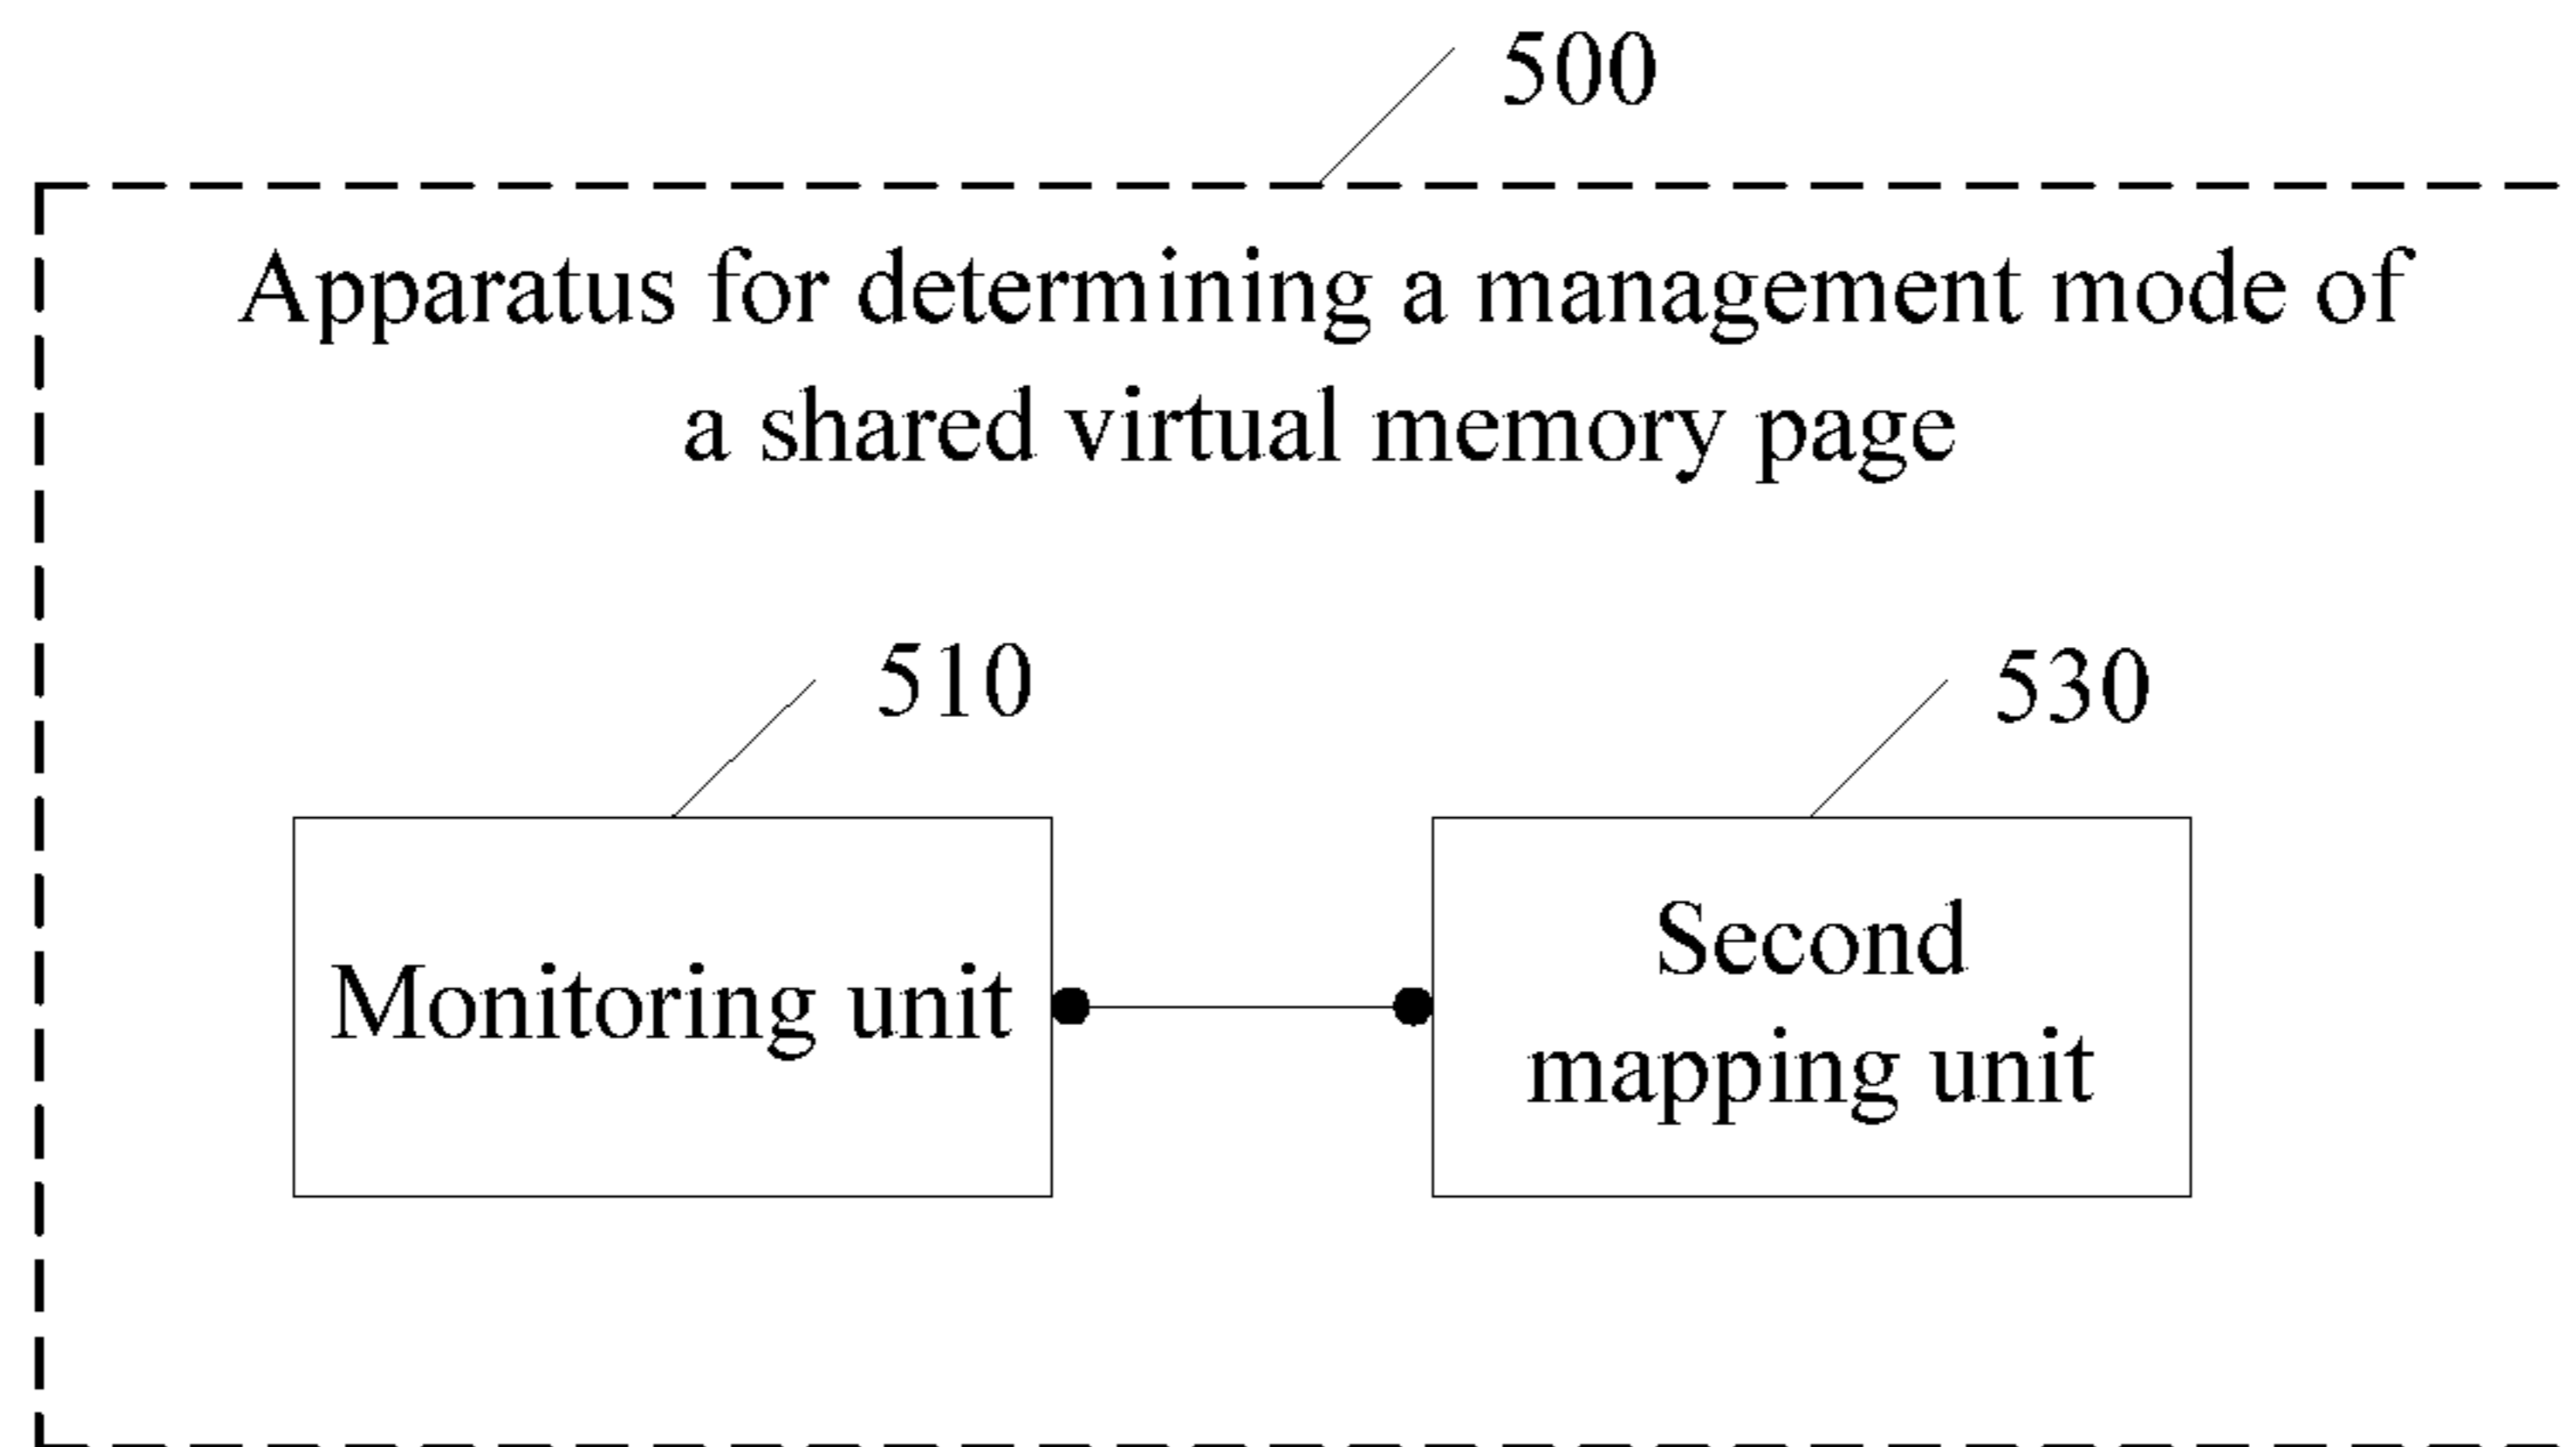 500
Apparatus for determining a management mode of
a shared virtual memory page
510
530
Monitoring unit
Second
mapping unit